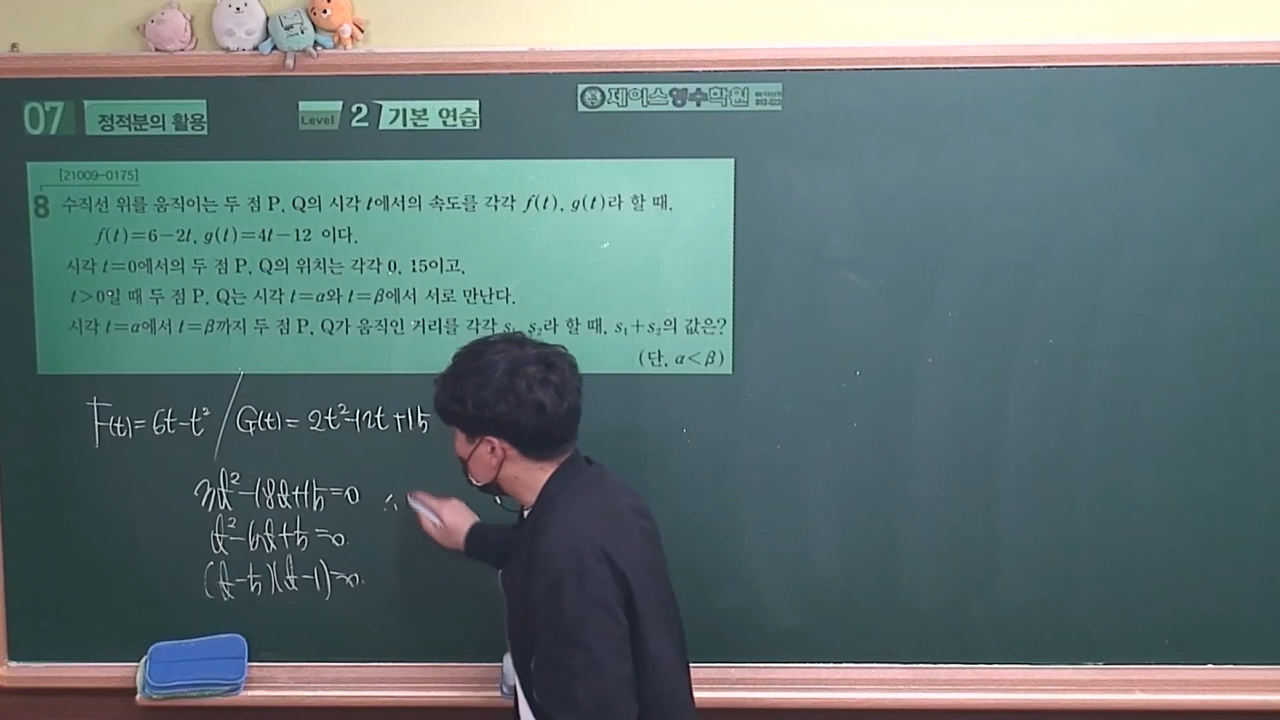 07 정적분의 활용 Level 2 기본 연습 제이스영수학원
[21009-0175]
8 수직선 위를 움직이는 두 점 P, Q의 시각 t에서의 속도를 각각 f(t), g(t)라 할 때,
f(t)=6-2t, g(t)=4t-12 이다.
시각 t=0에서의 두 점 P, Q의 위치는 각각 0, 15이고,
t>0일 때 두 점 P, Q는 시각 t=α와 t=β에서 서로 만난다.
시각 t=α에서 t=β까지 두 점 P, Q가 움직인 거리를 각각 s₁, s₂라 할 때, s₁+s₂의 값은?
(단, α<β)
F(t)=6t-t² / G(t)=2t²-12t+15
3t²-18t+15=0 ∴
t²-6t+5=0.
(t-5)(t-1)=0.